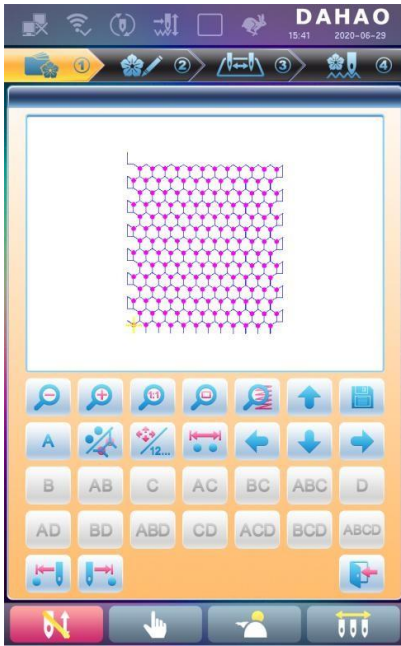 DAHAO
15:41 2020-06-29
1 2 3 4
1:1
A 12...
B AB C AC BC ABC D
AD BD ABD CD ACD BCD ABCD